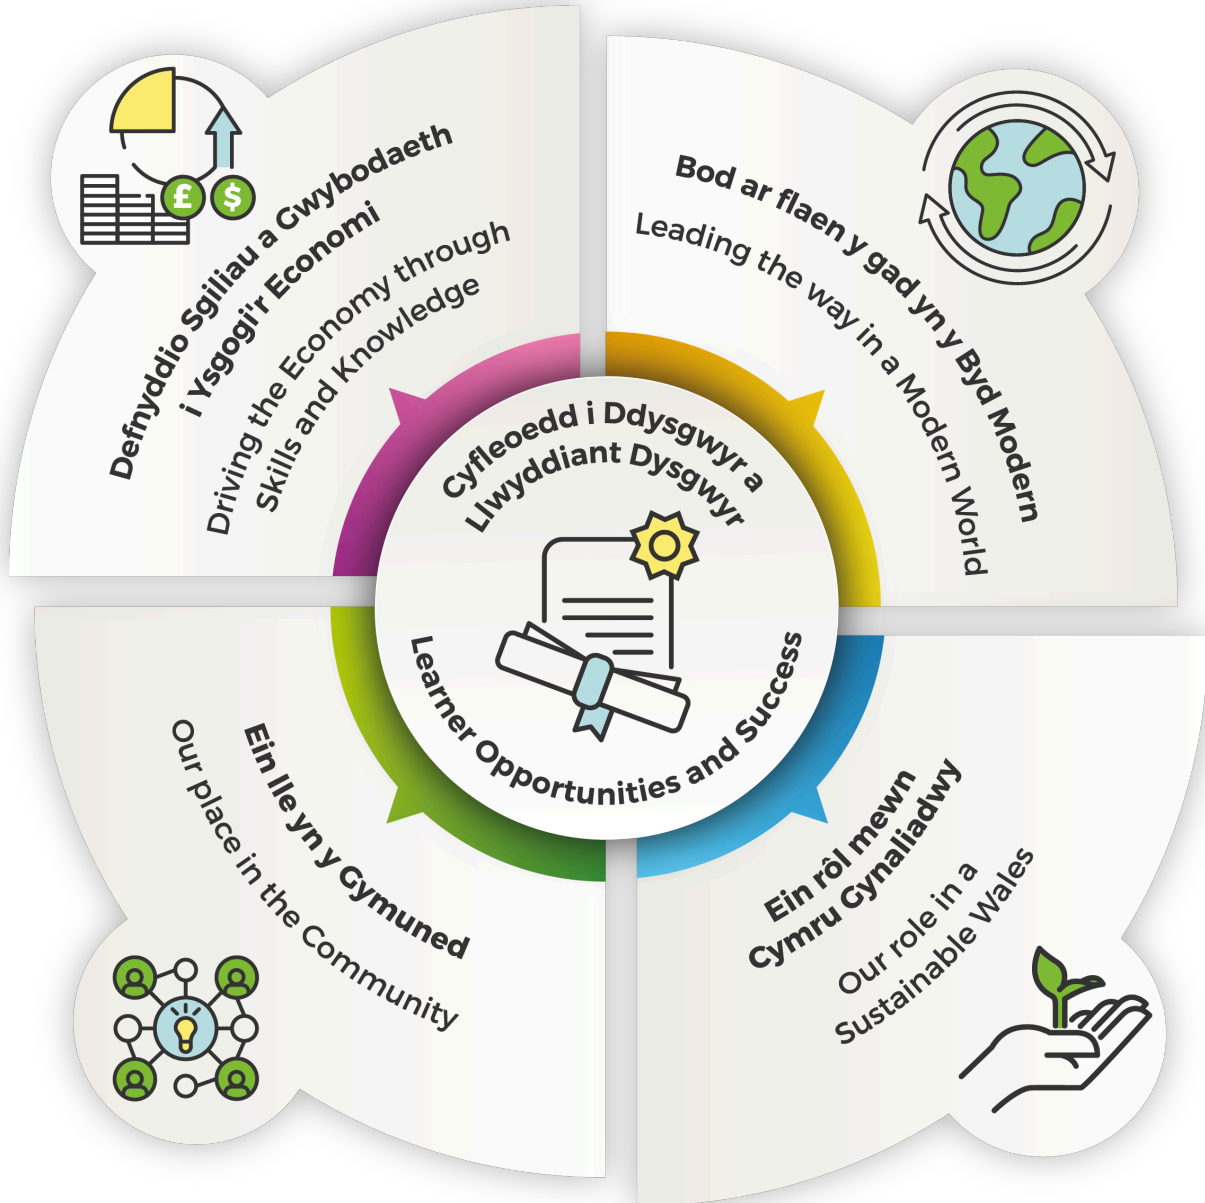 Defnyddio Sgiliau a Gwybodaeth
i Ysgogi'r Economi
Driving the Economy through
Skills and Knowledge
£ $
Bod ar flaen y gad yn y Byd Modern
Leading the way in a Modern World
Cyfleoedd i Ddysgwyr a
Llwyddiant Dysgwyr
Learner Opportunities and Success
Ein lle yn y Gymuned
Our place in the Community
Ein rôl mewn
Cymru Gynaliadwy
Our role in a
Sustainable Wales